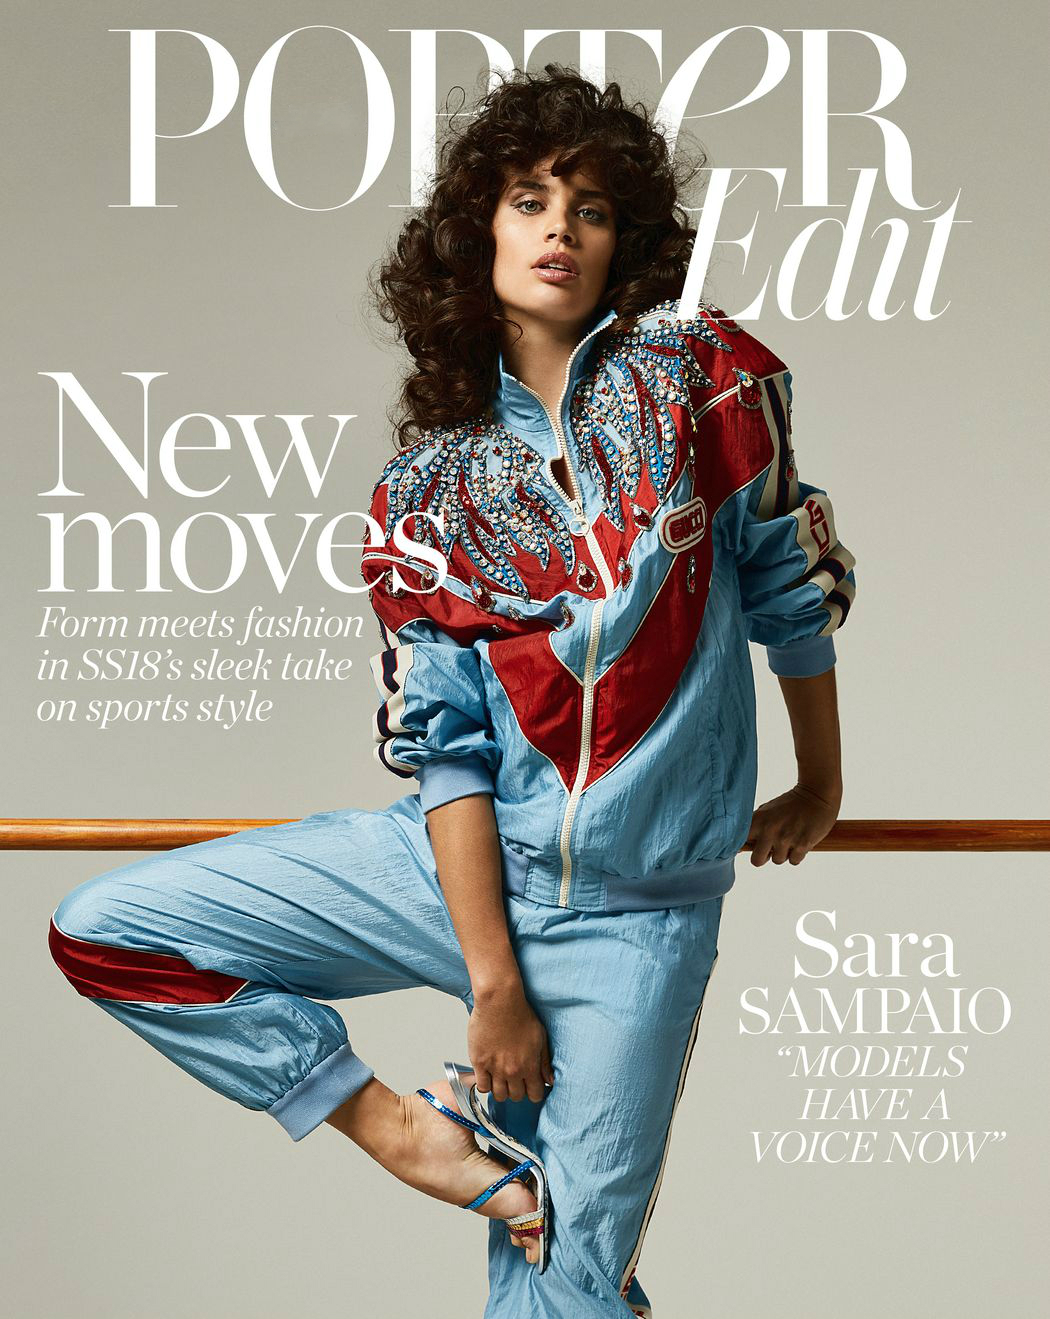 PORTER
Edit
New
moves
Form meets fashion
in SS18's sleek take
on sports style
Sara
SAMPAIO
“MODELS
HAVE A
VOICE NOW”